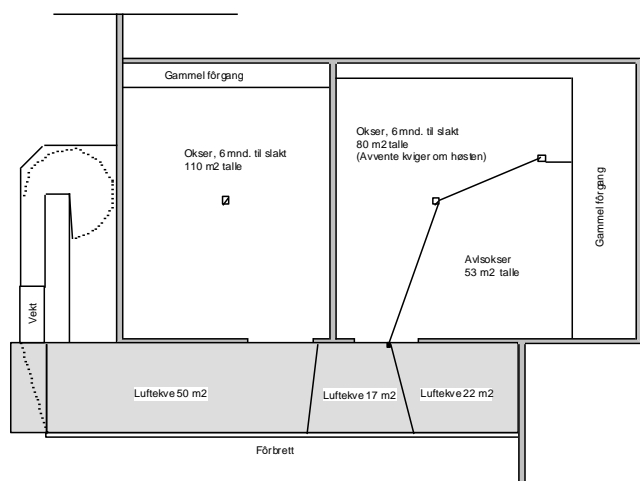 Gammel fôrgang
Okser, 6 mnd. til slakt
110 m2 talle
Okser, 6 mnd. til slakt
80 m2 talle
(Avvente kviger om høsten)
Gammel fôrgang
Avlsokser
53 m2 talle
Vekt
Luftekve 50 m2
Luftekve 17 m2
Luftekve 22 m2
Fôrbrett